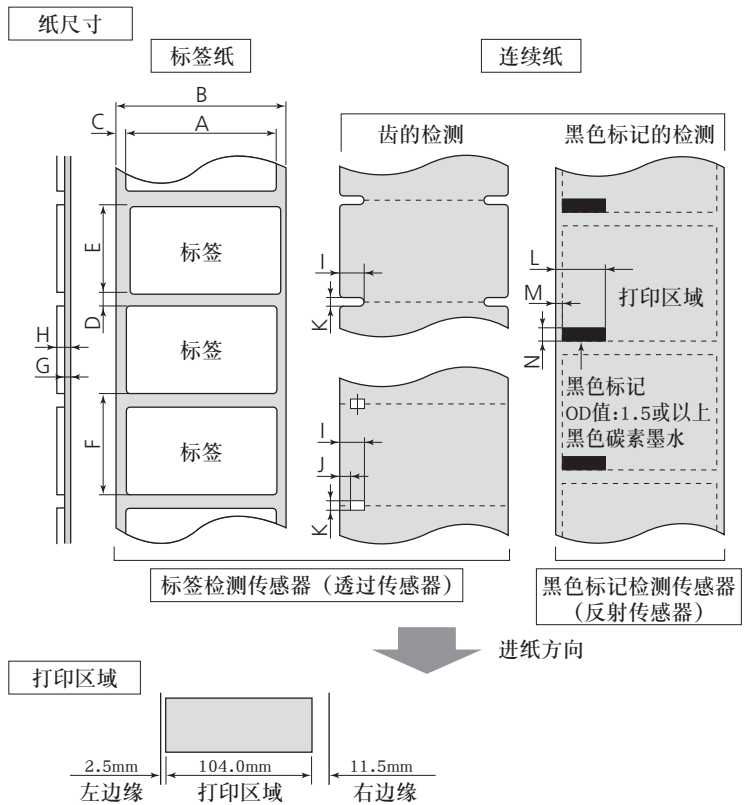 纸尺寸
标签纸
连续纸
B
C
A
齿的检测
黑色标记的检测
E
标签
I
L
M
打印区域
D
K
N
H
标签
G
黑色标记
OD值:1.5或以上
黑色碳素墨水
F
标签
I
J
K
标签检测传感器（透过传感器）
黑色标记检测传感器
（反射传感器）
进纸方向
打印区域
2.5mm
104.0mm
11.5mm
左边缘
打印区域
右边缘